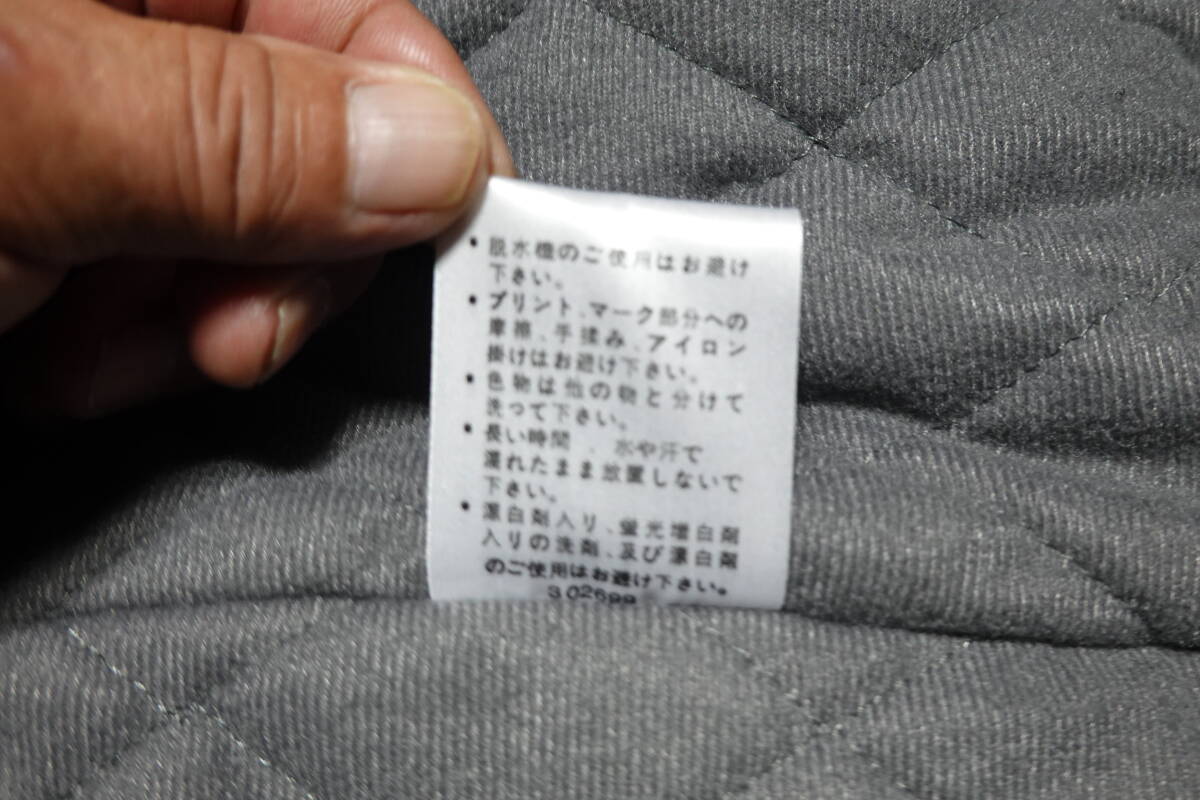 • 脱水機のご使用はお避け
下さい。
• プリント、マーク部分への
摩擦、手揉み、アイロン
掛けはお避け下さい。
• 色物は他の物と分けて
洗つて下さい。
• 長い時間、水や汗で
濡れたまま放置しないで
下さい。
• 漂白剤入り、蛍光増白剤
入りの洗剤、及び漂白剤
のご使用はお避け下さい。
302699